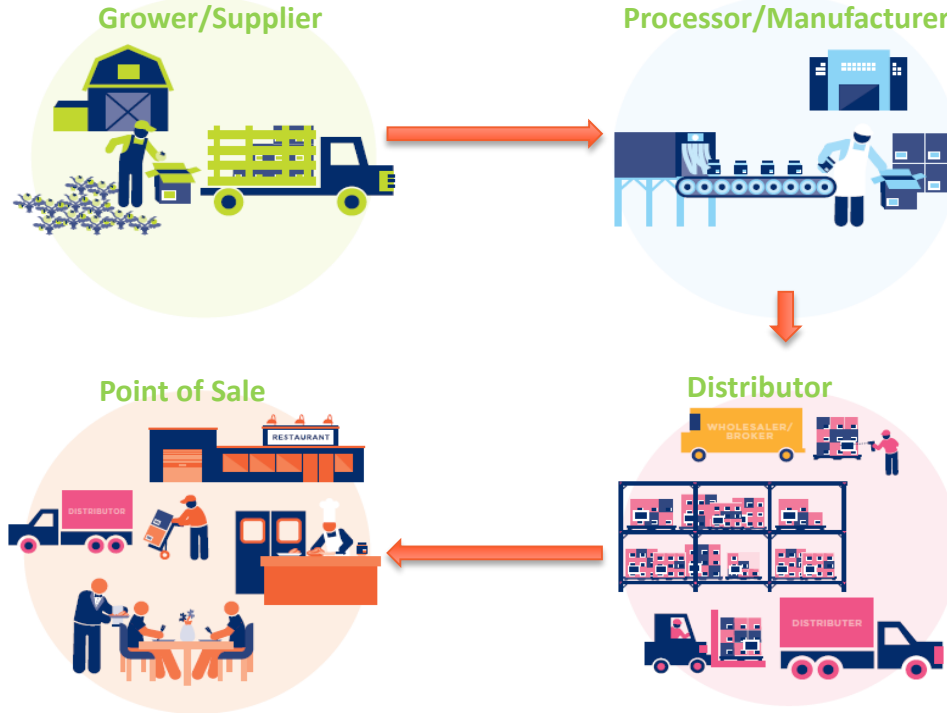 Grower/Supplier
Processor/Manufacturer
Point of Sale
Distributor
WHOLESALER/
BROKER
RESTAURANT
DISTRIBUTOR
DISTRIBUTER